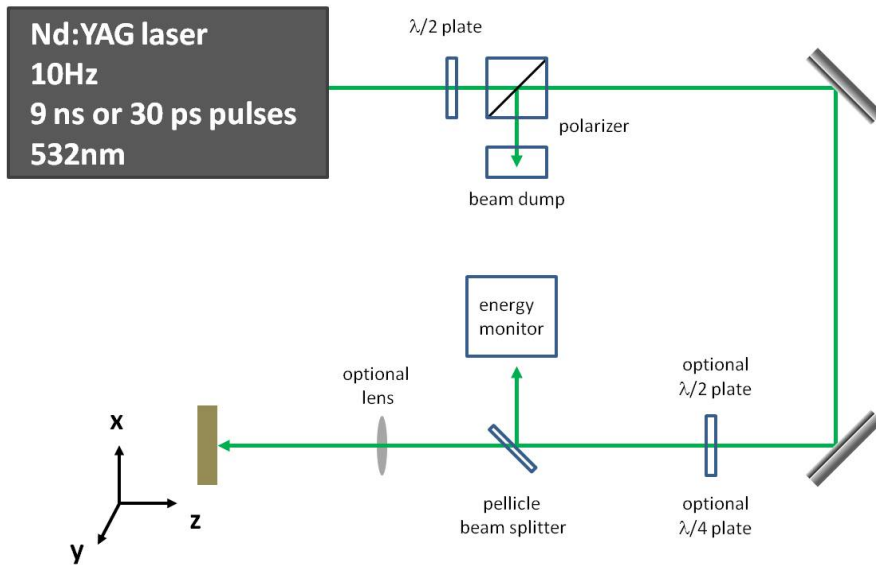 Nd:YAG laser
10Hz
9 ns or 30 ps pulses
532nm
λ/2 plate
polarizer
beam dump
energy
monitor
optional
λ/2 plate
optional
lens
x
z
y
pellicle
beam splitter
optional
λ/4 plate